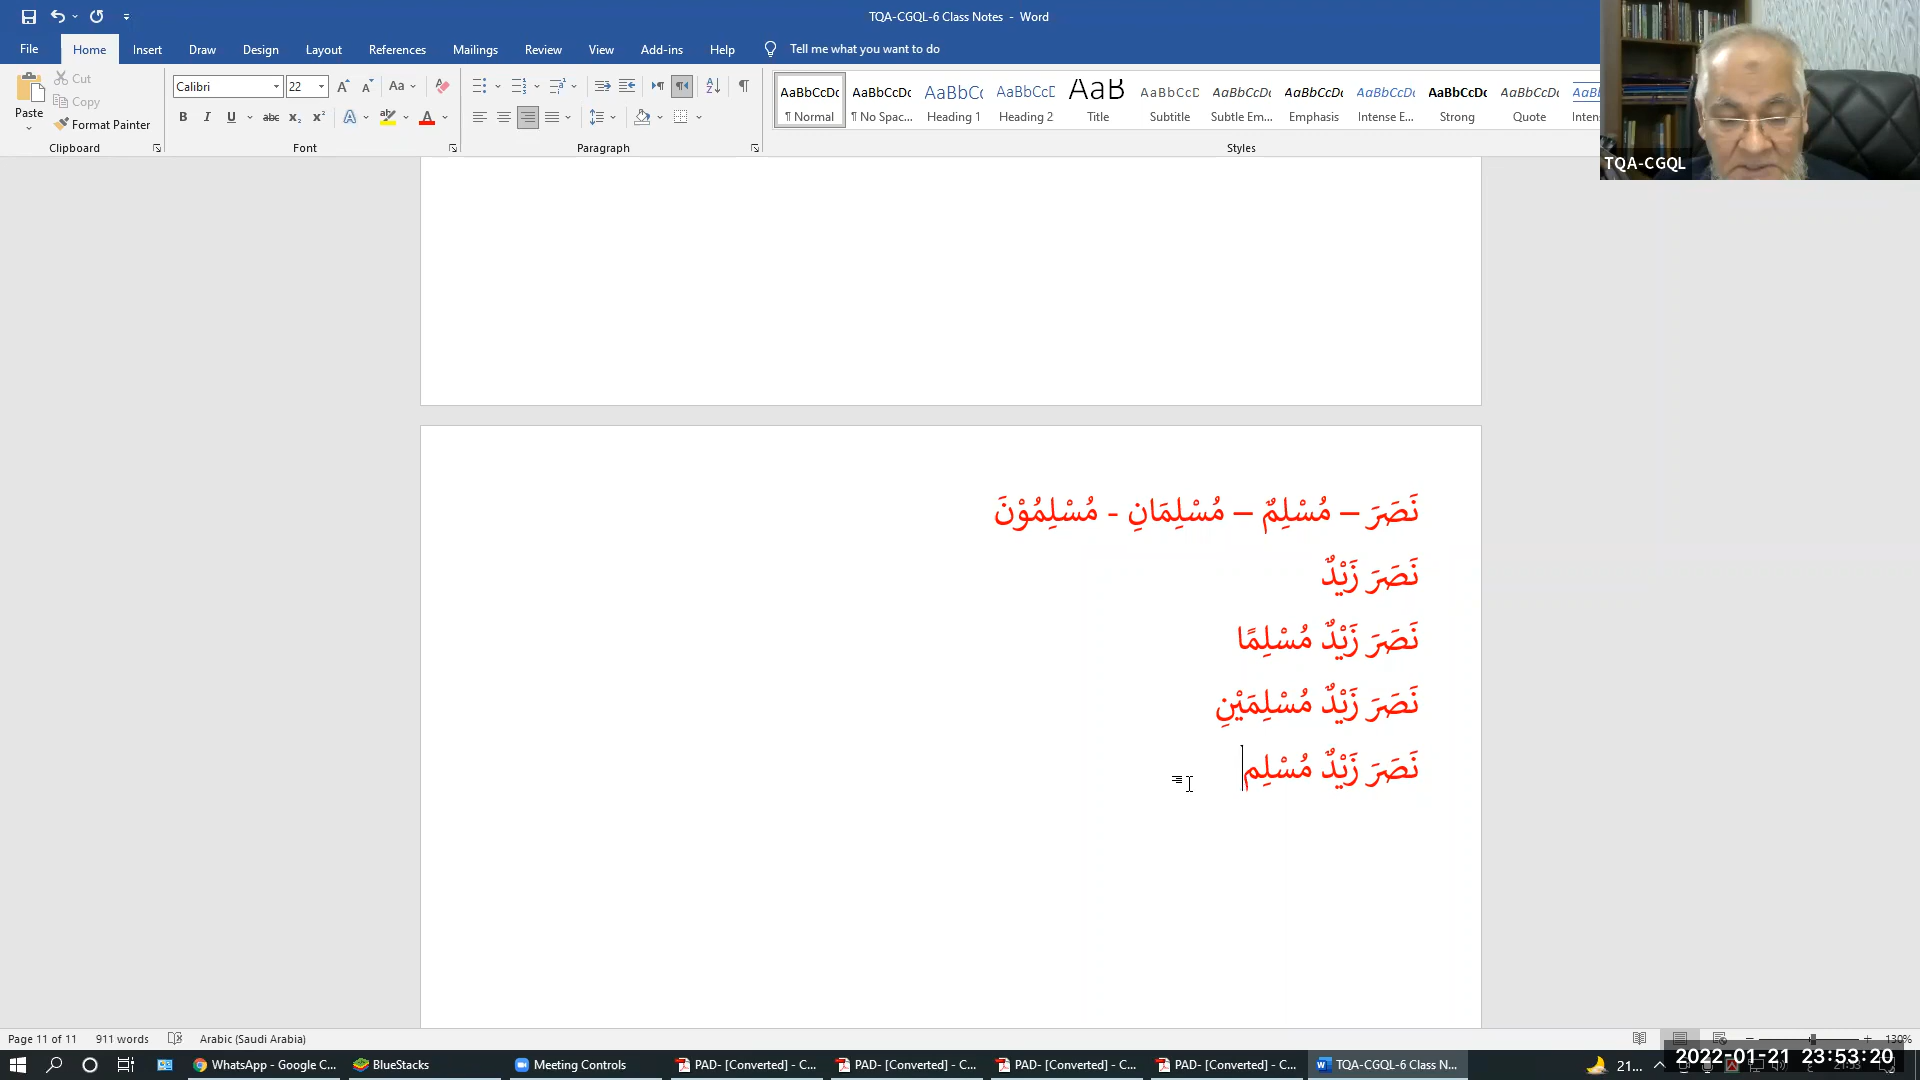 TQA-CGQL-6 Class Notes - Word
File Home Insert Draw Design Layout References Mailings Review View Add-ins Help Tell me what you want to do
Paste
Cut
Copy
Format Painter
Calibri 22
AaBbCcDc AaBbCcDc AaBbCc AaBbCcD AaB AaBbCcD AaBbCcDc AaBbCcDc AaBbCcDc AaBbCcDc AaBbCcDc AaBbCcDc
¶ Normal ¶ No Spac... Heading 1 Heading 2 Title Subtitle Subtle Em... Emphasis Intense E... Strong Quote Intens
Clipboard Font Paragraph Styles
TQA-CGQL
نَصَرَ – مُسْلِمٌ – مُسْلِمَانِ - مُسْلِمُوْنَ
نَصَرَ زَيْدٌ
نَصَرَ زَيْدٌ مُسْلِمًا
نَصَرَ زَيْدٌ مُسْلِمَيْنِ
نَصَرَ زَيْدٌ مُسْلِم
Page 11 of 11 911 words Arabic (Saudi Arabia) 130%
WhatsApp - Google C... BlueStacks Meeting Controls PAD- [Converted] - C... PAD- [Converted] - C... PAD- [Converted] - C... PAD- [Converted] - C... TQA-CGQL-6 Class N... 21...
2022-01-21 23:53:20